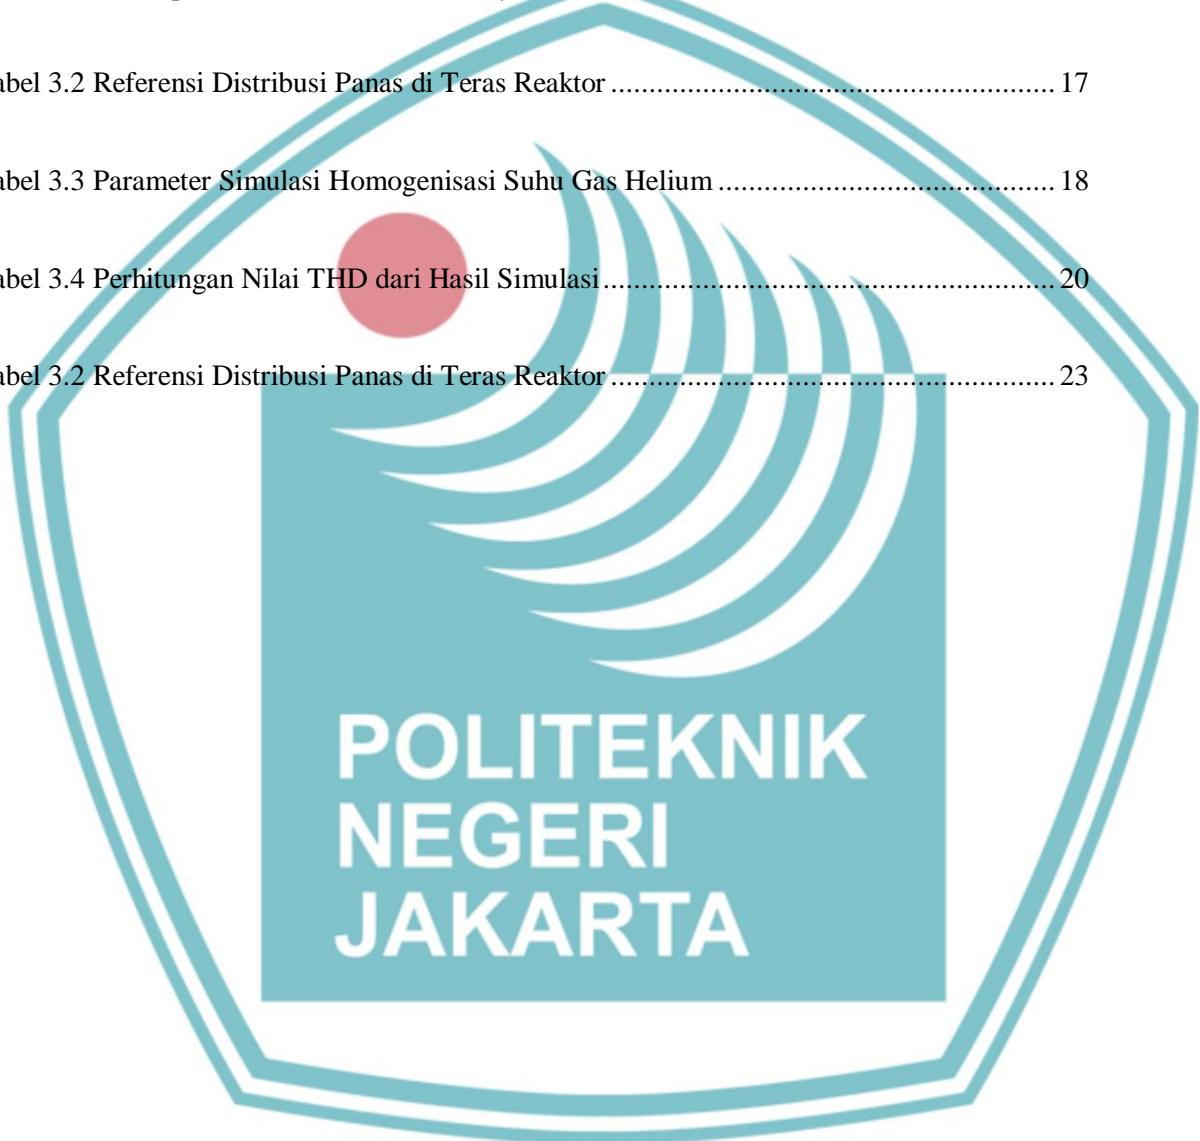 abel 3.2 Referensi Distribusi Panas di Teras Reaktor .......................................................... 17
abel 3.3 Parameter Simulasi Homogenisasi Suhu Gas Helium ............................................ 18
abel 3.4 Perhitungan Nilai THD dari Hasil Simulasi ........................................................... 20
abel 3.2 Referensi Distribusi Panas di Teras Reaktor .......................................................... 23
POLITEKNIK
NEGERI
JAKARTA